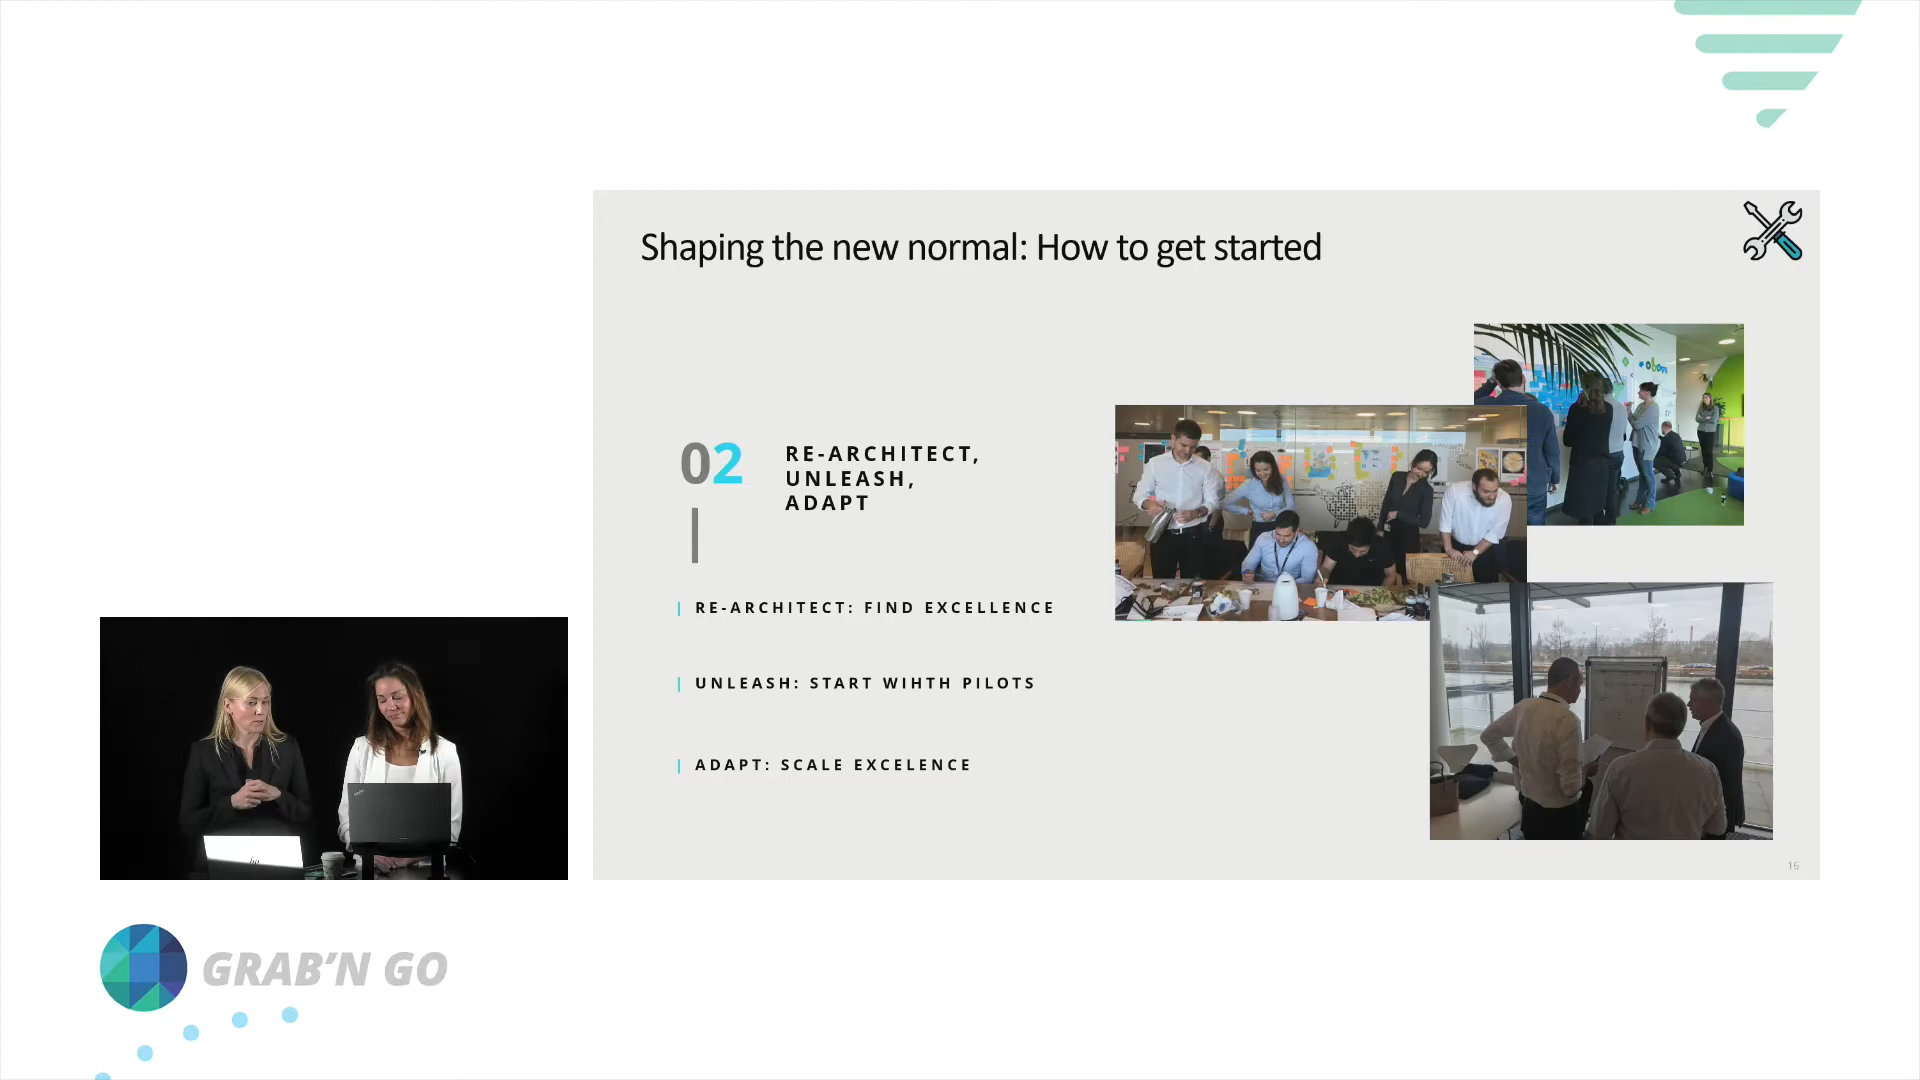 Shaping the new normal: How to get started
02
RE-ARCHITECT,
UNLEASH,
ADAPT
RE-ARCHITECT: FIND EXCELLENCE
UNLEASH: START WIHTH PILOTS
ADAPT: SCALE EXCELENCE
16
GRAB'N GO